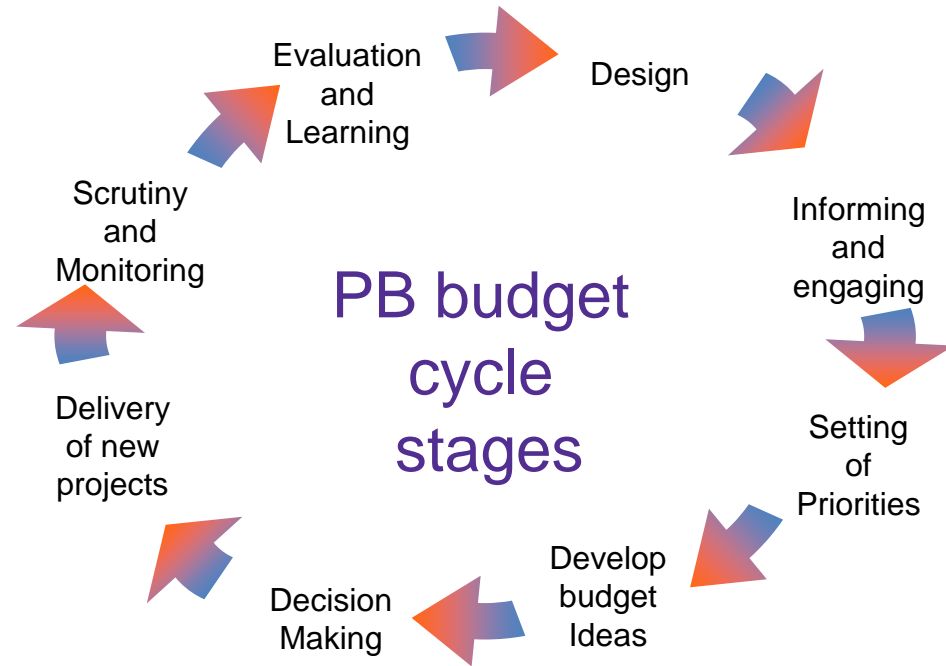 Evaluation
and
Learning
Design
Informing
and
engaging
Setting
of
Priorities
Develop
budget
Ideas
Decision
Making
Delivery
of new
projects
Scrutiny
and
Monitoring
PB budget
cycle
stages